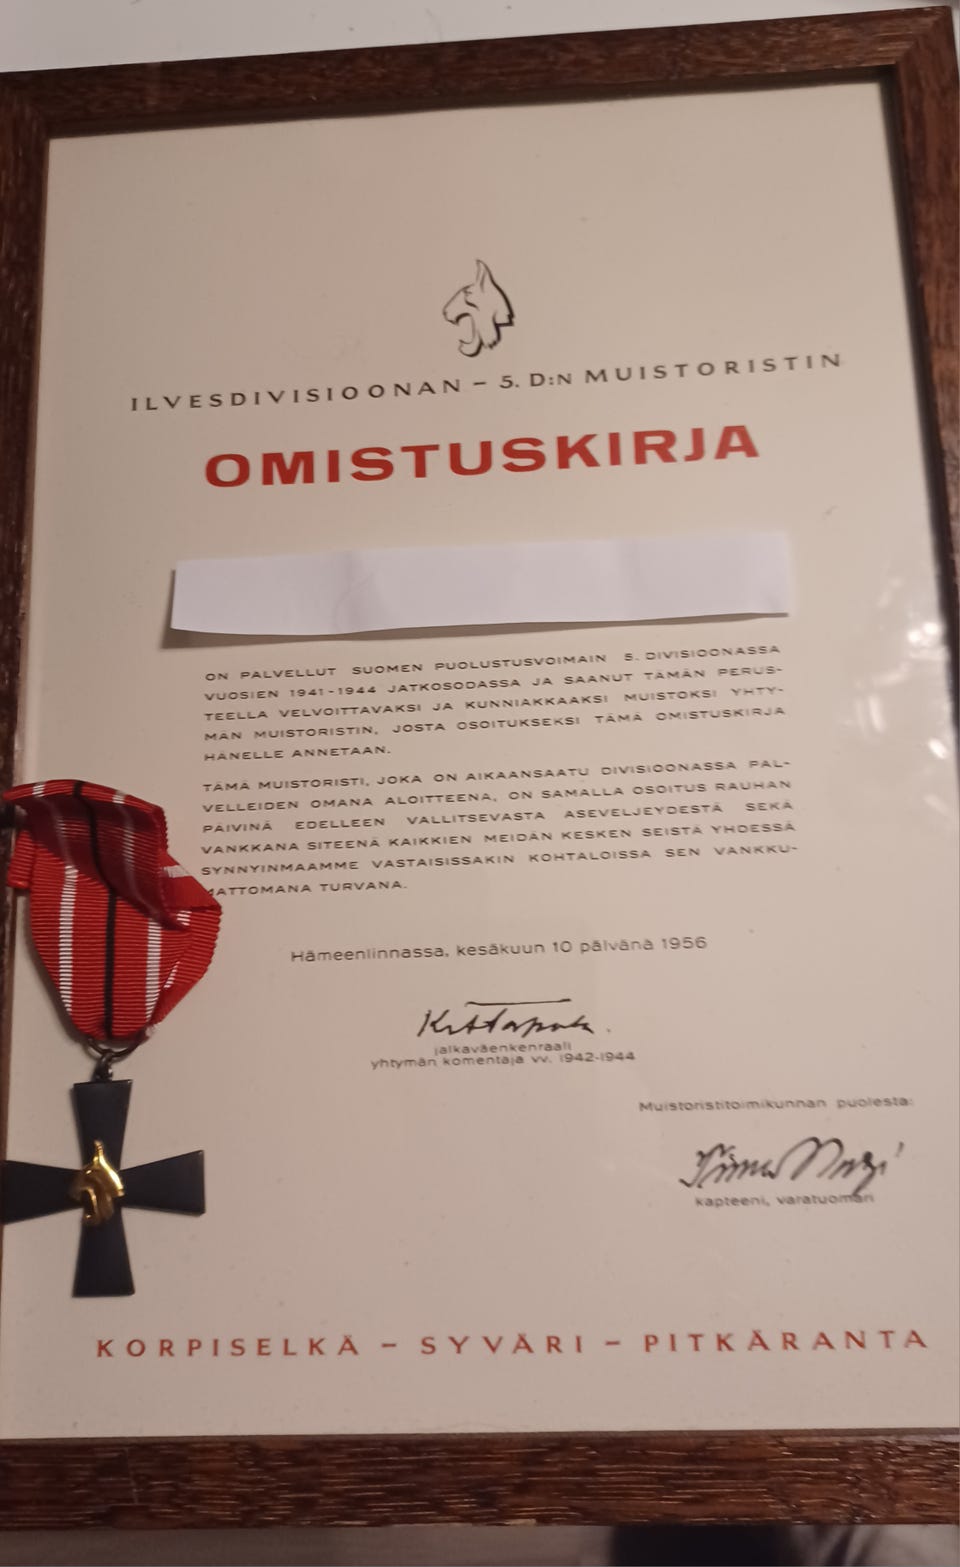 ILVESDIVISIOONAN – 5. D:N MUISTORISTIN
OMISTUSKIRJA
ON PALVELLUT SUOMEN PUOLUSTUSVOIMAIN 5. DIVISIOONASSA
VUOSIEN 1941-1944 JATKOSODASSA JA SAANUT TÄMÄN PERUS-
TEELLA VELVOITTAVAKSI JA KUNNIAKKAAKSI MUISTOKSI YHTY-
MÄN MUISTORISTIN, JOSTA OSOITUKSEKSI TÄMÄ OMISTUSKIRJA
HÄNELLE ANNETAAN.
TÄMÄ MUISTORISTI, JOKA ON AIKAANSAATU DIVISIOONASSA PAL-
VELLEIDEN OMANA ALOITTEENA, ON SAMALLA OSOITUS RAUHAN
PÄIVINÄ EDELLEEN VALLITSEVASTA ASEVELJEYDESTÄ SEKÄ
VANKKANA SITEENÄ KAIKKIEN MEIDÄN KESKEN SEISTÄ YHDESSÄ
SYNNYINMAAMME VASTAISISSAKIN KOHTALOISSA SEN VANKKU-
MATTOMANA TURVANA.
Hämeenlinnassa, kesäkuun 10 päivänä 1956
jalkaväenkenraali
yhtymän komentaja vv. 1942-1944
Muistoristitoimikunnan puolesta:
kapteeni, varatuomari
KORPISELKÄ – SYVÄRI – PITKÄRANTA